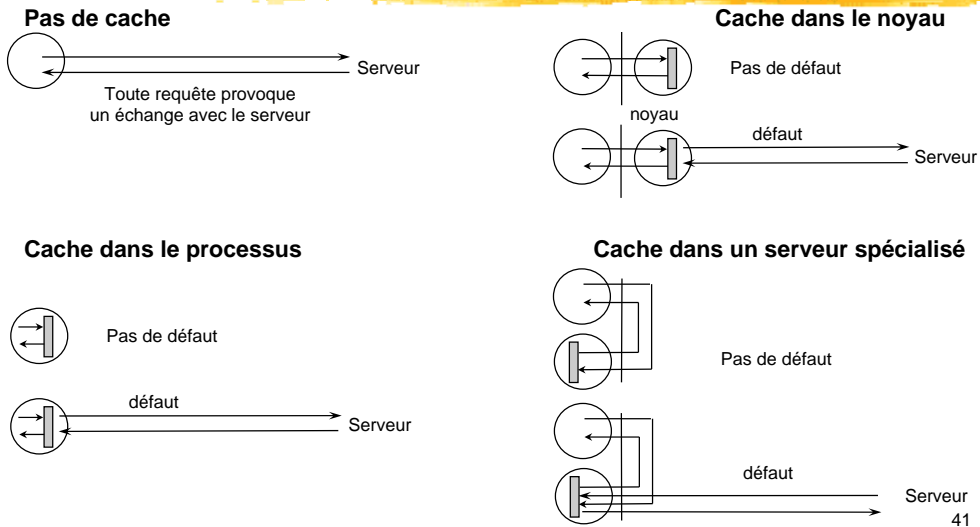 Pas de cache
Serveur
Toute requête provoque
un échange avec le serveur
Cache dans le noyau
Pas de défaut
noyau
défaut
Serveur
Cache dans le processus
Pas de défaut
défaut
Serveur
Cache dans un serveur spécialisé
Pas de défaut
défaut
Serveur
41